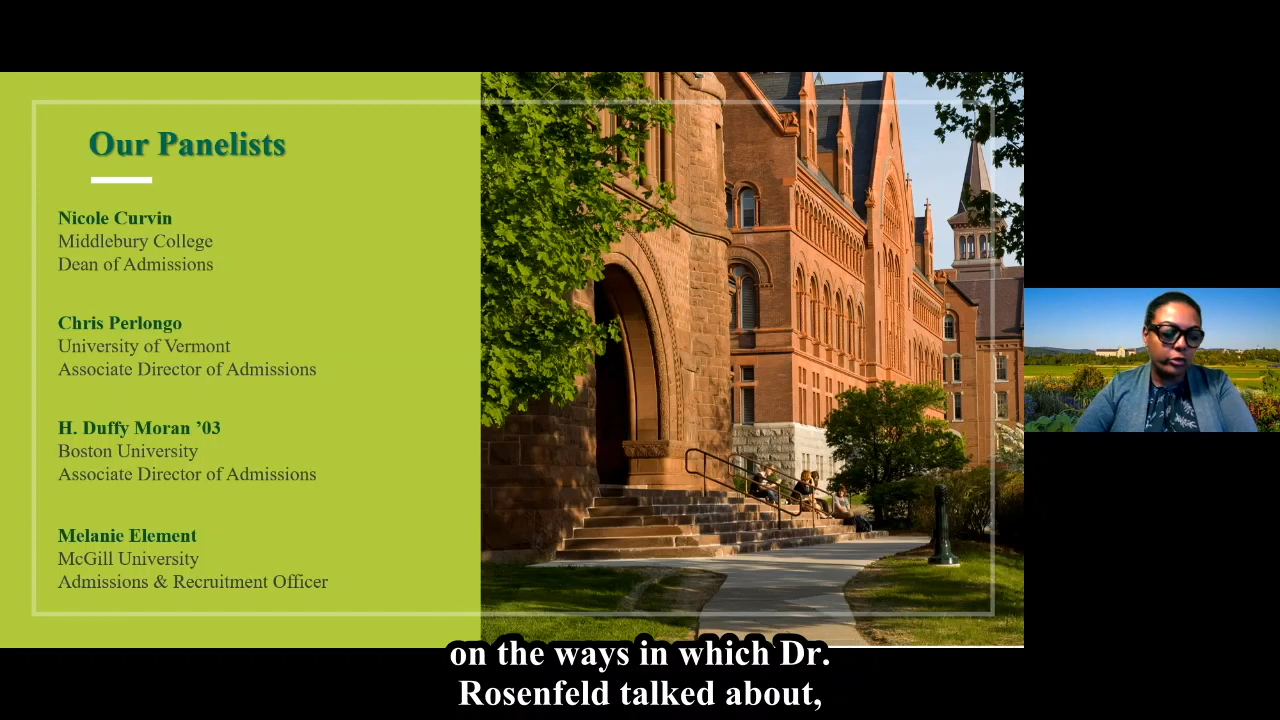 Our Panelists
Nicole Curvin
Middlebury College
Dean of Admissions
Chris Perlongo
University of Vermont
Associate Director of Admissions
H. Duffy Moran ’03
Boston University
Associate Director of Admissions
Melanie Element
McGill University
Admissions & Recruitment Officer
on the ways in which Dr.
Rosenfeld talked about,